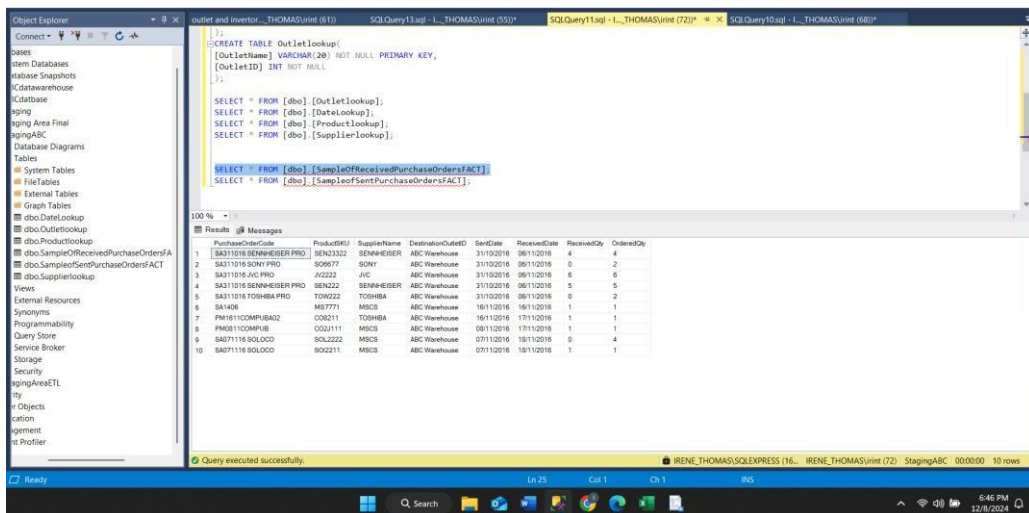 Object Explorer
outlet and invertor..._THOMAS\irint (61))
SQLQuery13.sql - I..._THOMAS\irint (55))*
SQLQuery11.sql - I..._THOMAS\irint (72))*
SQLQuery10.sql - I..._THOMAS\irint (68))*
Connect
bases
stem Databases
atabase Snapshots
ICdatawarehouse
ICdatbase
aging
aging Area Final
agingABC
Database Diagrams
Tables
System Tables
FileTables
External Tables
Graph Tables
dbo.DateLookup
dbo.Outletlookup
dbo.Productlookup
dbo.SampleOfReceivedPurchaseOrdersFA
dbo.SampleofSentPurchaseOrdersFACT
dbo.Supplierlookup
Views
External Resources
Synonyms
Programmability
Query Store
Service Broker
Storage
Security
agingAreaETL
ity
r Objects
cation
agement
nt Profiler
);
CREATE TABLE Outletlookup(
[OutletName] VARCHAR(20) NOT NULL PRIMARY KEY,
[OutletID] INT NOT NULL
);
SELECT * FROM [dbo].[Outletlookup];
SELECT * FROM [dbo].[DateLookup];
SELECT * FROM [dbo].[Productlookup];
SELECT * FROM [dbo].[Supplierlookup];
SELECT * FROM [dbo].[SampleOfReceivedPurchaseOrdersFACT];
SELECT * FROM [dbo].[SampleofSentPurchaseOrdersFACT];
100 %
Results Messages
PurchaseOrderCode ProductSKU SupplierName DestinationOutletID SentDate ReceivedDate ReceivedQty OrderedQty
1 SA311016 SENNHEISER PRO SEN23322 SENNHEISER ABC Warehouse 31/10/2016 06/11/2016 4 4
2 SA311016 SONY PRO SO6677 SONY ABC Warehouse 31/10/2016 06/11/2016 0 2
3 SA311016 JVC PRO JV2222 JVC ABC Warehouse 31/10/2016 06/11/2016 6 6
4 SA311016 SENNHEISER PRO SEN222 SENNHEISER ABC Warehouse 31/10/2016 06/11/2016 5 5
5 SA311016 TOSHIBA PRO TOW222 TOSHIBA ABC Warehouse 31/10/2016 06/11/2016 0 2
6 SA1406 MS7771 MSCS ABC Warehouse 16/11/2016 16/11/2016 1 1
7 PM1611COMPUBA02 CO8211 TOSHIBA ABC Warehouse 16/11/2016 17/11/2016 1 1
8 PM0811COMPUB CO2J111 MSCS ABC Warehouse 08/11/2016 17/11/2016 1 1
9 SA071116 SOLOCO SOL2222 MSCS ABC Warehouse 07/11/2016 18/11/2016 0 4
10 SA071116 SOLOCO SOI2211 MSCS ABC Warehouse 07/11/2016 18/11/2016 1 1
Query executed successfully.
IRENE_THOMAS\SQLEXPRESS (16... IRENE_THOMAS\irint (72) StagingABC 00:00:00 10 rows
Ready
Ln 25
Col 1
Ch 1
INS
Search
6:46 PM
12/8/2024